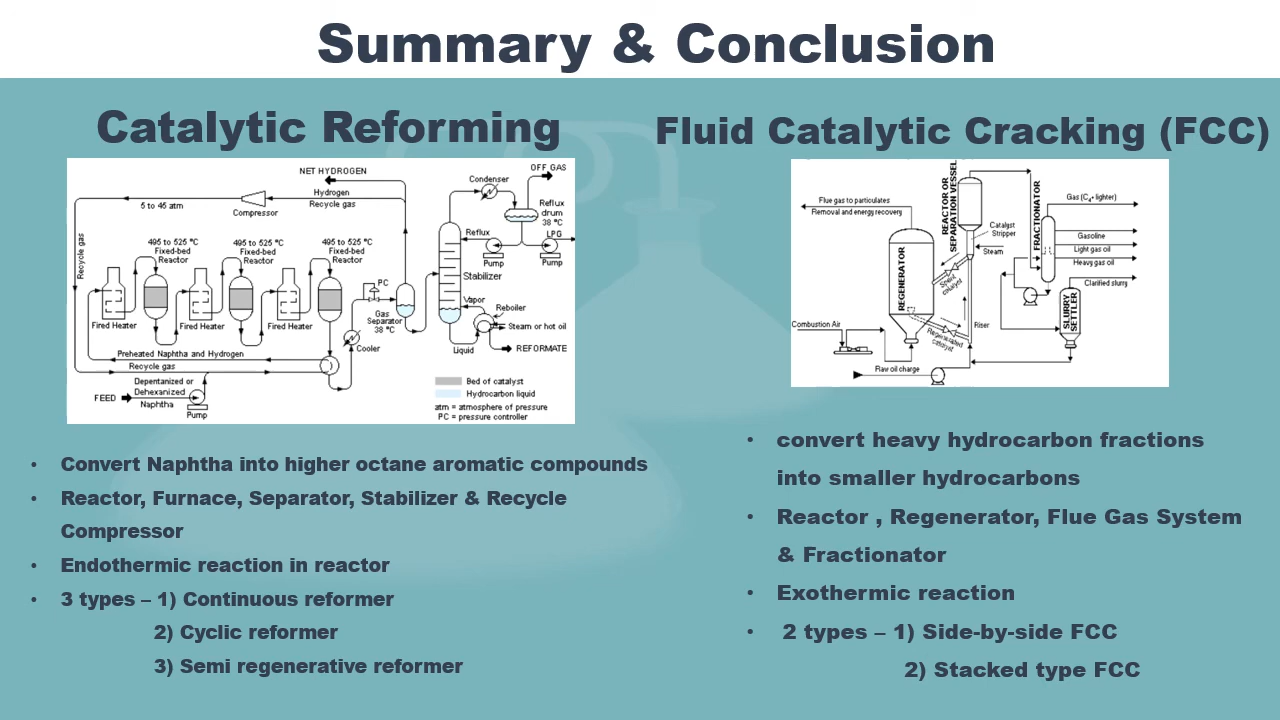 Summary & Conclusion
Catalytic Reforming
NET HYDROGEN
OFF GAS
Condenser
Hydrogen
Recycle gas
5 to 45 atm
Compressor
Reflux
drum
38 °C
Reflux
LPG
Pump
Pump
Recycle gas
495 to 525 °C
Fixed-bed
Reactor
495 to 525 °C
Fixed-bed
Reactor
495 to 525 °C
Fixed-bed
Reactor
PC
Stabilizer
Vapor
Reboiler
Gas
Separator
38 °C
Steam or hot oil
Fired Heater
Fired Heater
Fired Heater
Cooler
Liquid
REFORMATE
Preheated Naphtha and Hydrogen
Recycle gas
Depentanized or
Dehexanized
Naphtha
FEED
Pump
Bed of catalyst
Hydrocarbon liquid
atm = atmosphere of pressure
PC = pressure controller
• Convert Naphtha into higher octane aromatic compounds
• Reactor, Furnace, Separator, Stabilizer & Recycle
Compressor
• Endothermic reaction in reactor
• 3 types – 1) Continuous reformer
2) Cyclic reformer
3) Semi regenerative reformer
Fluid Catalytic Cracking (FCC)
Flue gas to particulates
Removal and energy recovery
REACTOR OR
SEPARATION VESSEL
FRACTIONATOR
Gas (C4+ lighter)
Catalyst
Stripper
Steam
Gasoline
Light gas oil
Heavy gas oil
Clarified slurry
REGENERATOR
Spent
catalyst
SLURRY
SETTER
Combustion Air
Regenerated
catalyst
Riser
Raw oil charge
• convert heavy hydrocarbon fractions
into smaller hydrocarbons
• Reactor , Regenerator, Flue Gas System
& Fractionator
• Exothermic reaction
• 2 types – 1) Side-by-side FCC
2) Stacked type FCC